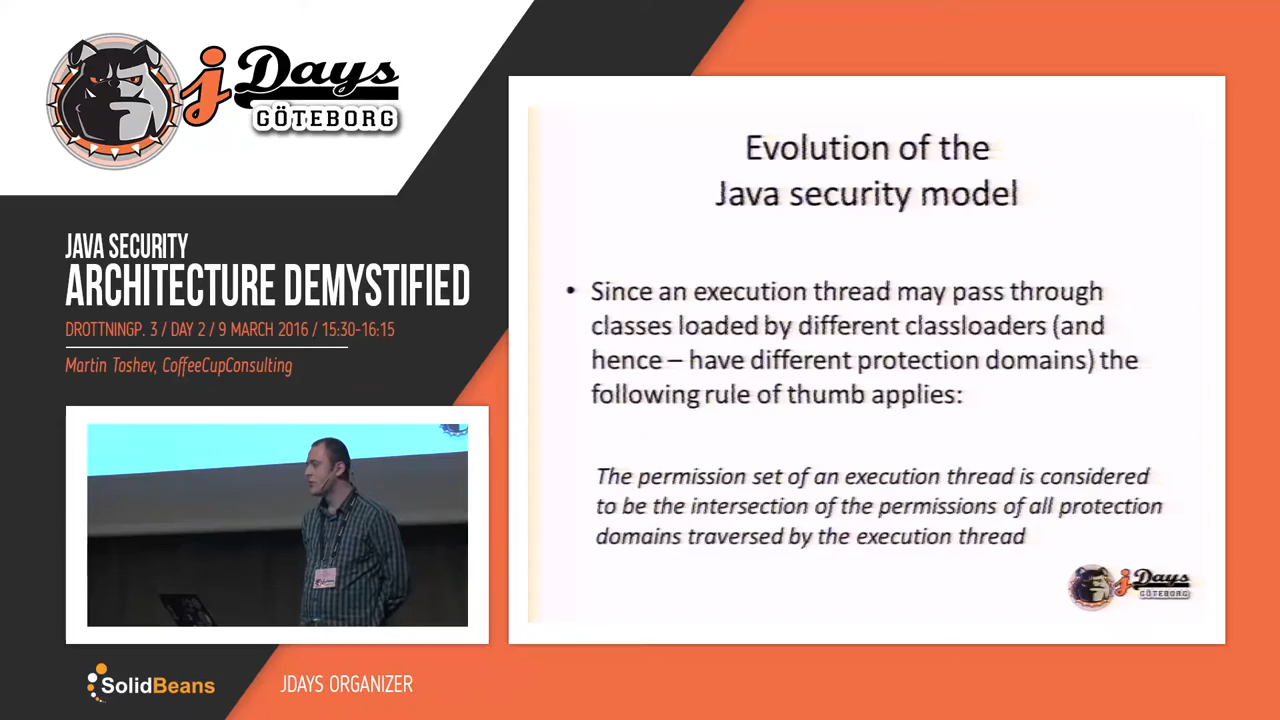 j Days
GÖTEBORG
JAVA SECURITY
ARCHITECTURE DEMYSTIFIED
DROTTNINGP. 3 / DAY 2 / 9 MARCH 2016 / 15:30-16:15
Martin Toshev, CoffeeCupConsulting
SolidBeans
JDAYS ORGANIZER
Evolution of the
Java security model
• Since an execution thread may pass through
classes loaded by different classloaders (and
hence – have different protection domains) the
following rule of thumb applies:
The permission set of an execution thread is considered
to be the intersection of the permissions of all protection
domains traversed by the execution thread
j Days
GÖTEBORG